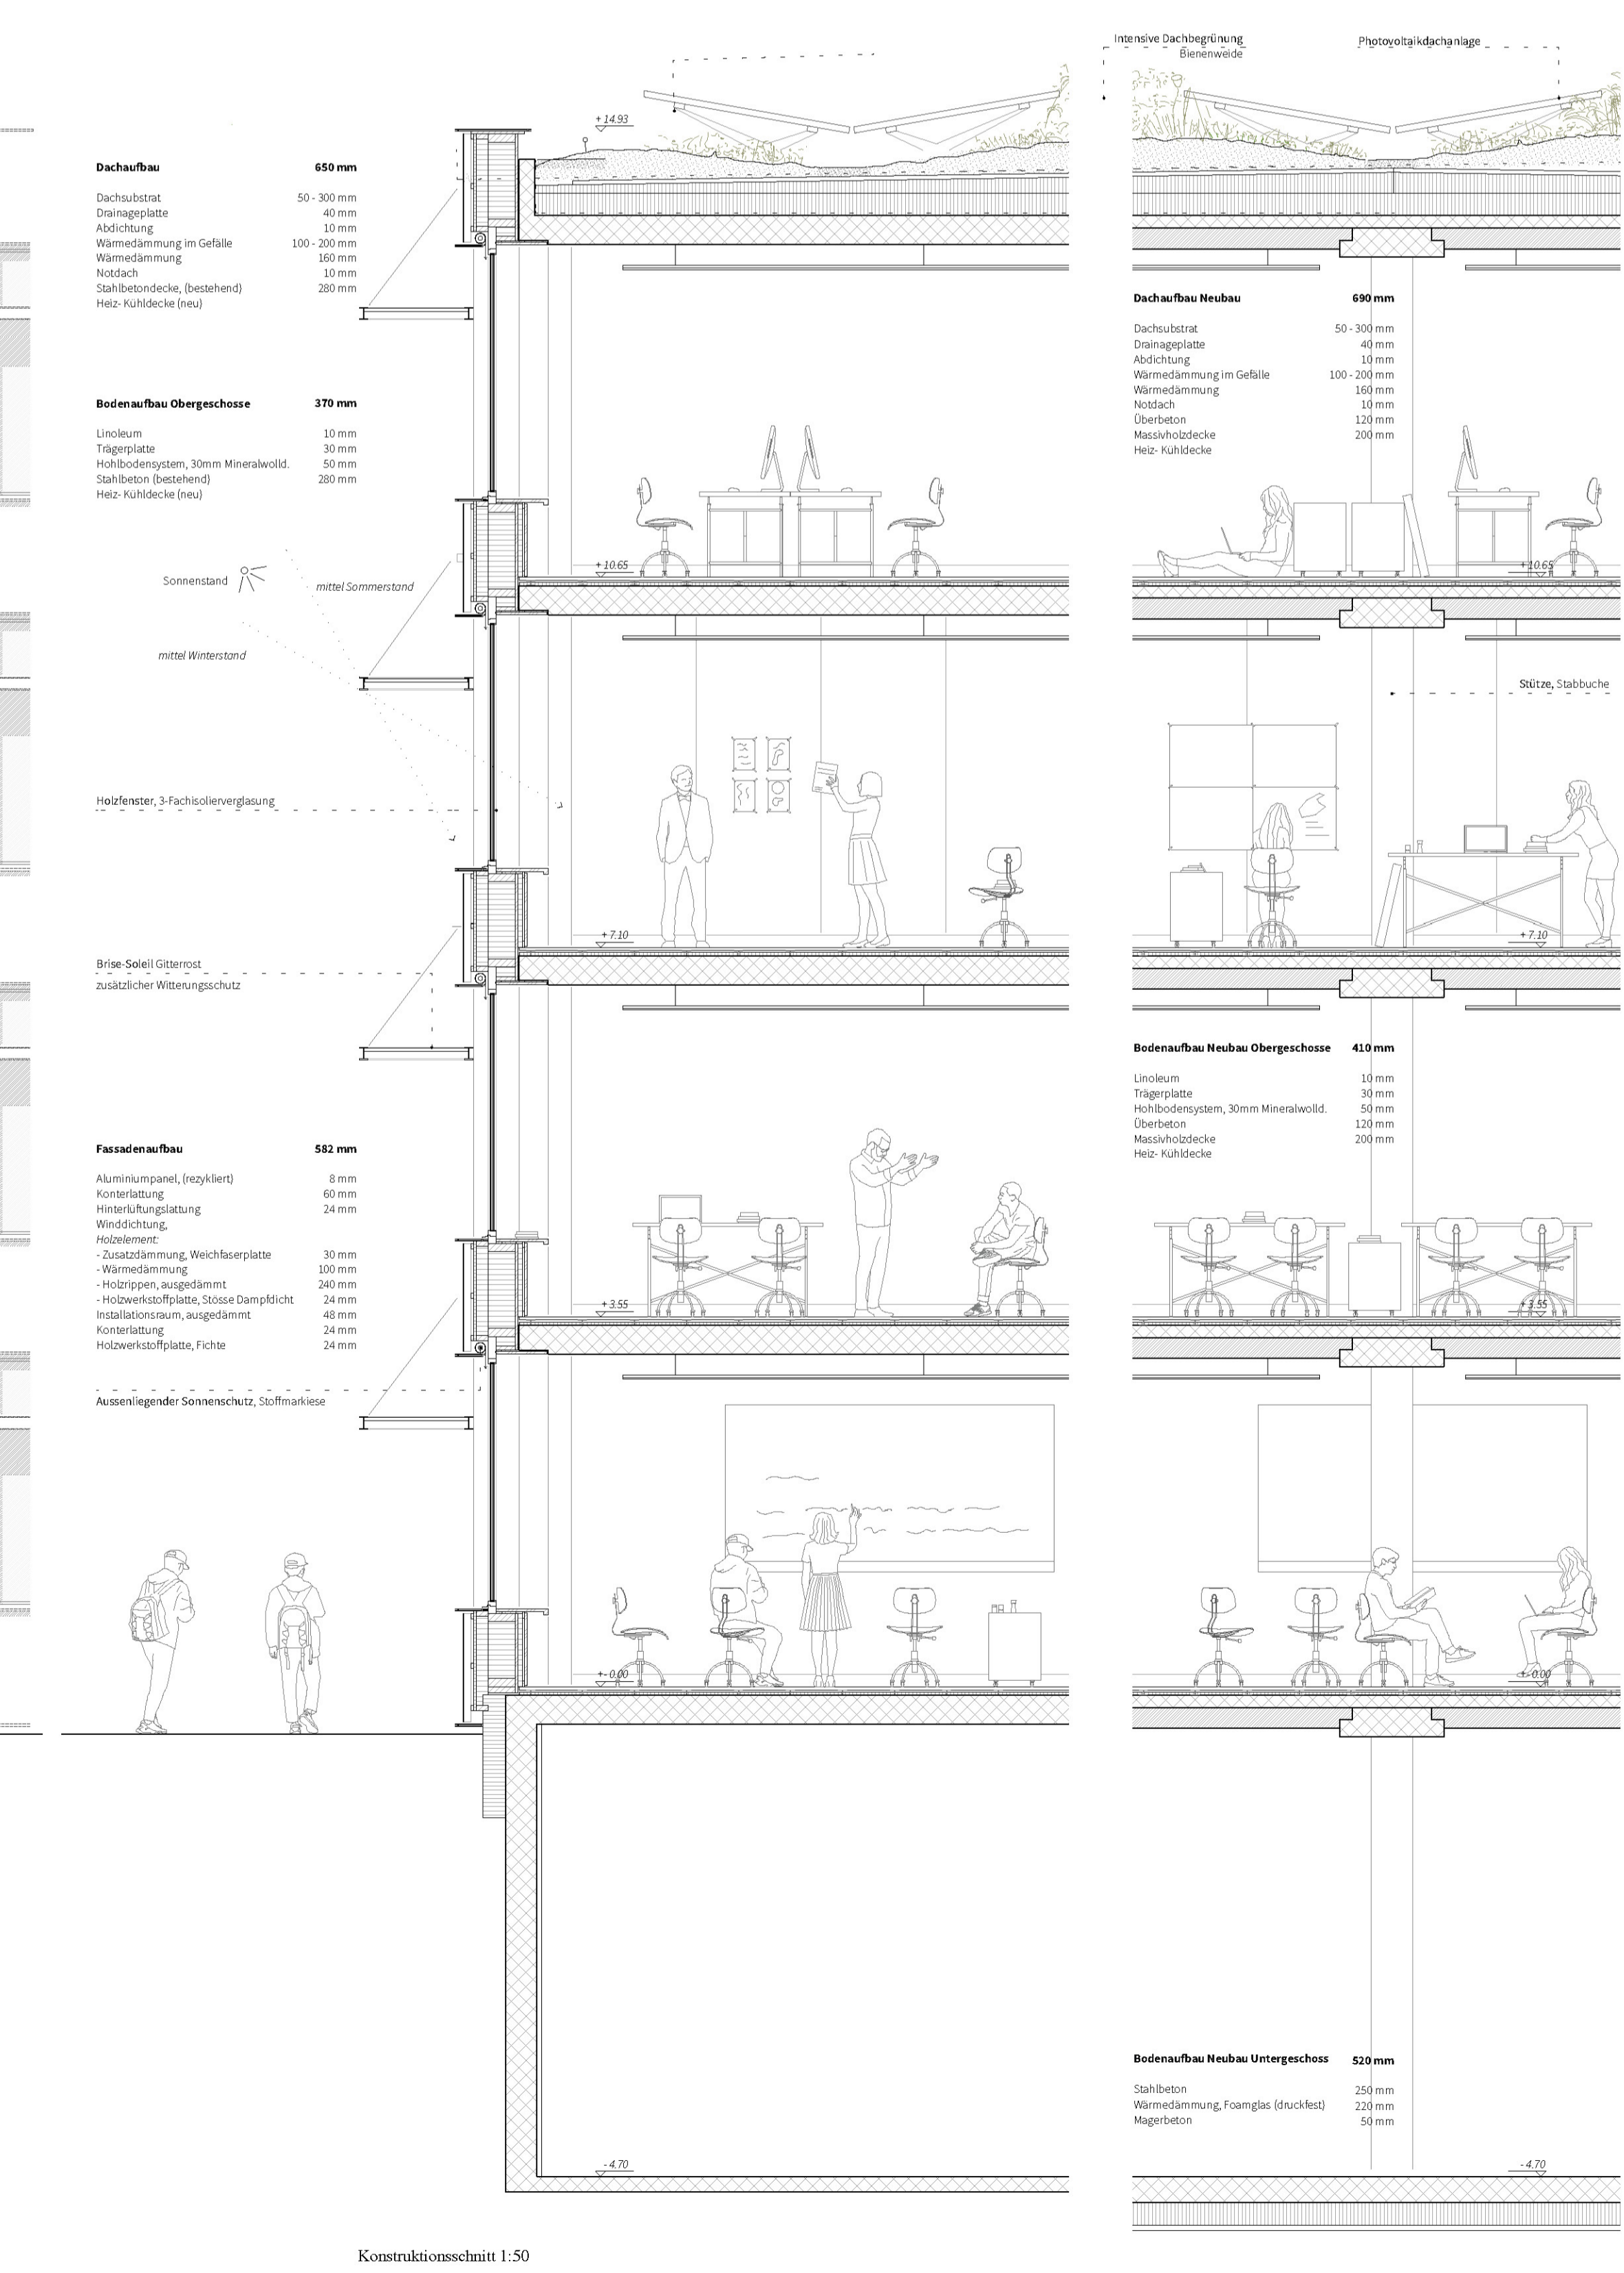 Intensive Dachbegrünung
Bienenweide
Photovoltaikdachanlage
+ 14.93
Dachaufbau 650 mm
Dachsubstrat 50 - 300 mm
Drainageplatte 40 mm
Abdichtung 10 mm
Wärmedämmung im Gefälle 100 - 200 mm
Wärmedämmung 160 mm
Notdach 10 mm
Stahlbetondecke, (bestehend) 280 mm
Heiz- Kühldecke (neu)
Dachaufbau Neubau 690 mm
Dachsubstrat 50 - 300 mm
Drainageplatte 40 mm
Abdichtung 10 mm
Wärmedämmung im Gefälle 100 - 200 mm
Wärmedämmung 160 mm
Notdach 10 mm
Überbeton 120 mm
Massivholzdecke 200 mm
Heiz- Kühldecke
Bodenaufbau Obergeschosse 370 mm
Linoleum 10 mm
Trägerplatte 30 mm
Hohlbodensystem, 30mm Mineralwolld. 50 mm
Stahlbeton (bestehend) 280 mm
Heiz- Kühldecke (neu)
+ 10.65
+ 10.65
Sonnenstand
mittel Sommerstand
mittel Winterstand
Stütze, Stabbuche
Holzfenster, 3-Fachisolierverglasung
+ 7.10
+ 7.10
Brise-Soleil Gitterrost
zusätzlicher Witterungsschutz
Bodenaufbau Neubau Obergeschosse 410 mm
Linoleum 10 mm
Trägerplatte 30 mm
Hohlbodensystem, 30mm Mineralwolld. 50 mm
Überbeton 120 mm
Massivholzdecke 200 mm
Heiz- Kühldecke
Fassadenaufbau 582 mm
Aluminiumpanel, (rezykliert) 8 mm
Konterlattung 60 mm
Hinterlüftungslattung 24 mm
Winddichtung,
Holzelement:
- Zusatzdämmung, Weichfaserplatte 30 mm
- Wärmedämmung 100 mm
- Holzrippen, ausgedämmt 240 mm
- Holzwerkstoffplatte, Stösse Dampfdicht 24 mm
Installationsraum, ausgedämmt 48 mm
Konterlattung 24 mm
Holzwerkstoffplatte, Fichte 24 mm
+ 3.55
+ 3.55
Aussenliegender Sonnenschutz, Stoffmarkiese
+- 0.00
+- 0.00
Bodenaufbau Neubau Untergeschoss 520 mm
Stahlbeton 250 mm
Wärmedämmung, Foamglas (druckfest) 220 mm
Magerbeton 50 mm
- 4.70
- 4.70
Konstruktionsschnitt 1:50